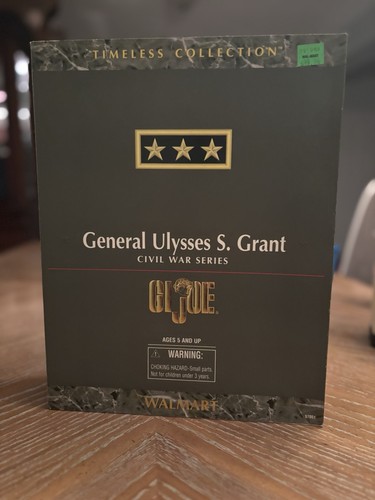 "TIMELESS COLLECTION"
WALMART
General Ulysses S. Grant
CIVIL WAR SERIES
GI JOE
AGES 5 AND UP
WARNING:
CHOKING HAZARD-Small parts
Not for children under 3 years.
WALMART